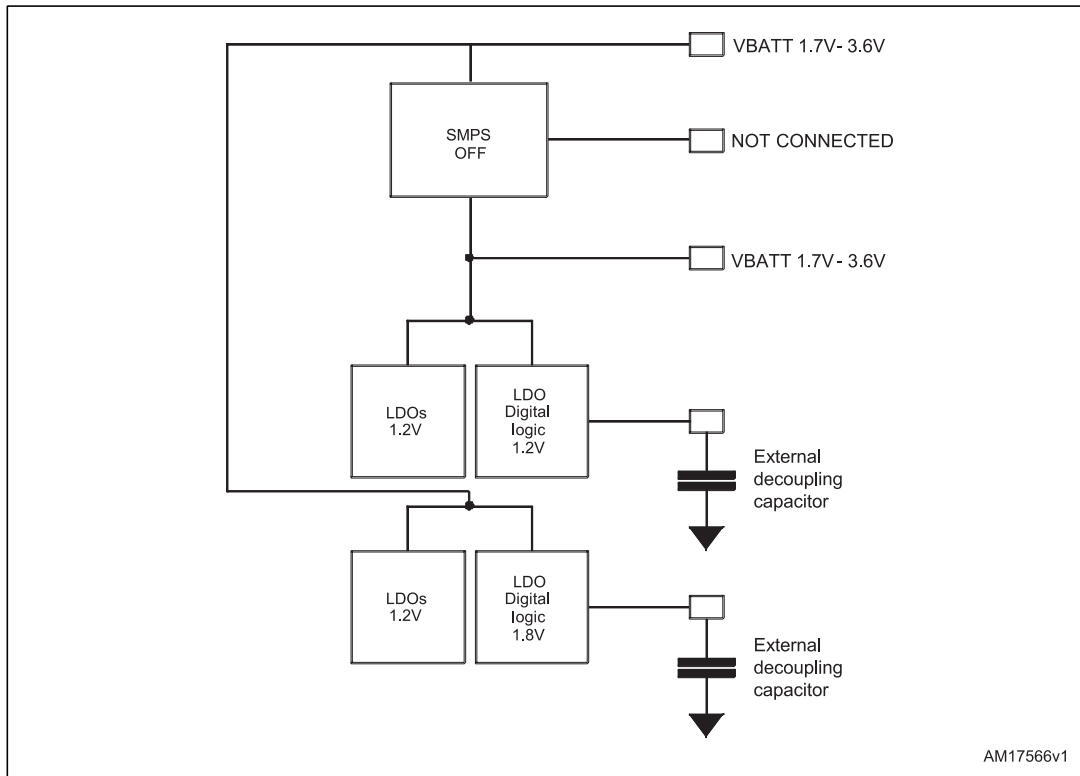 VBATT 1.7V- 3.6V
SMPS
OFF
NOT CONNECTED
VBATT 1.7V- 3.6V
LDOs
1.2V
LDO
Digital
logic
1.2V
External
decoupling
capacitor
LDOs
1.2V
LDO
Digital
logic
1.8V
External
decoupling
capacitor
AM17566v1